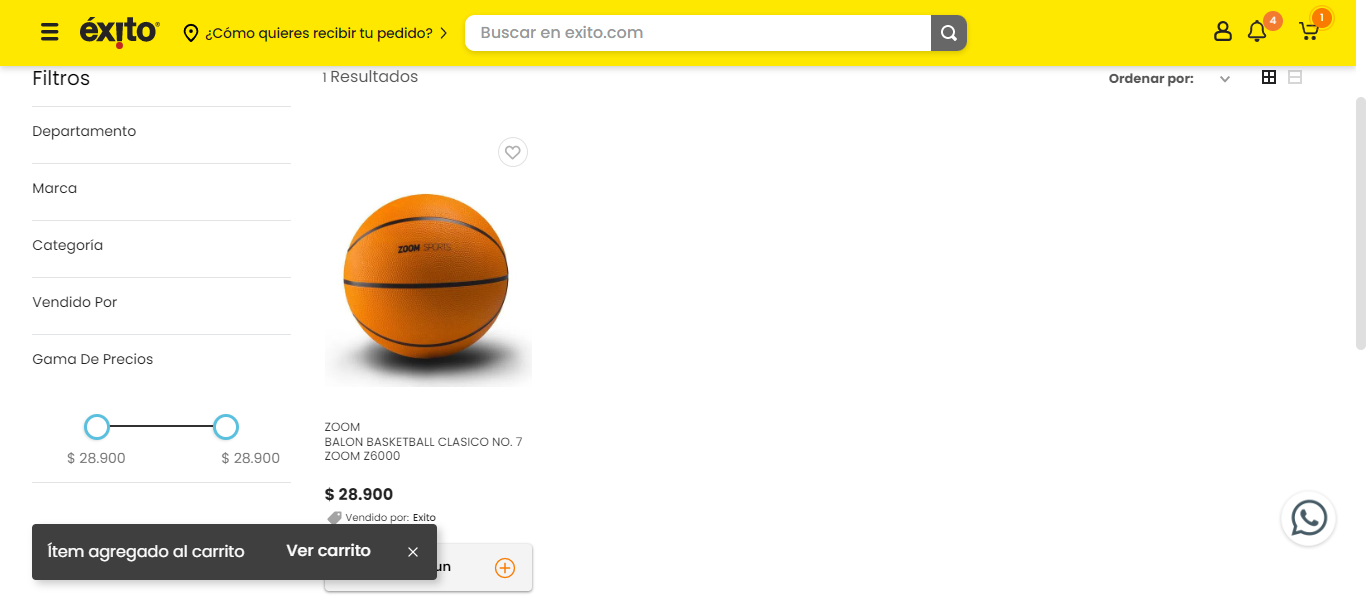 éxito
¿Cómo quieres recibir tu pedido?
Buscar en exito.com
4
1
Filtros
1 Resultados
Ordenar por:
Departamento
Marca
Categoría
Vendido Por
Gama De Precios
$ 28.900
$ 28.900
ZOOM SPORTS
ZOOM
BALON BASKETBALL CLASICO NO. 7
ZOOM Z6000
$ 28.900
Vendido por: Exito
Ítem agregado al carrito
Ver carrito
un